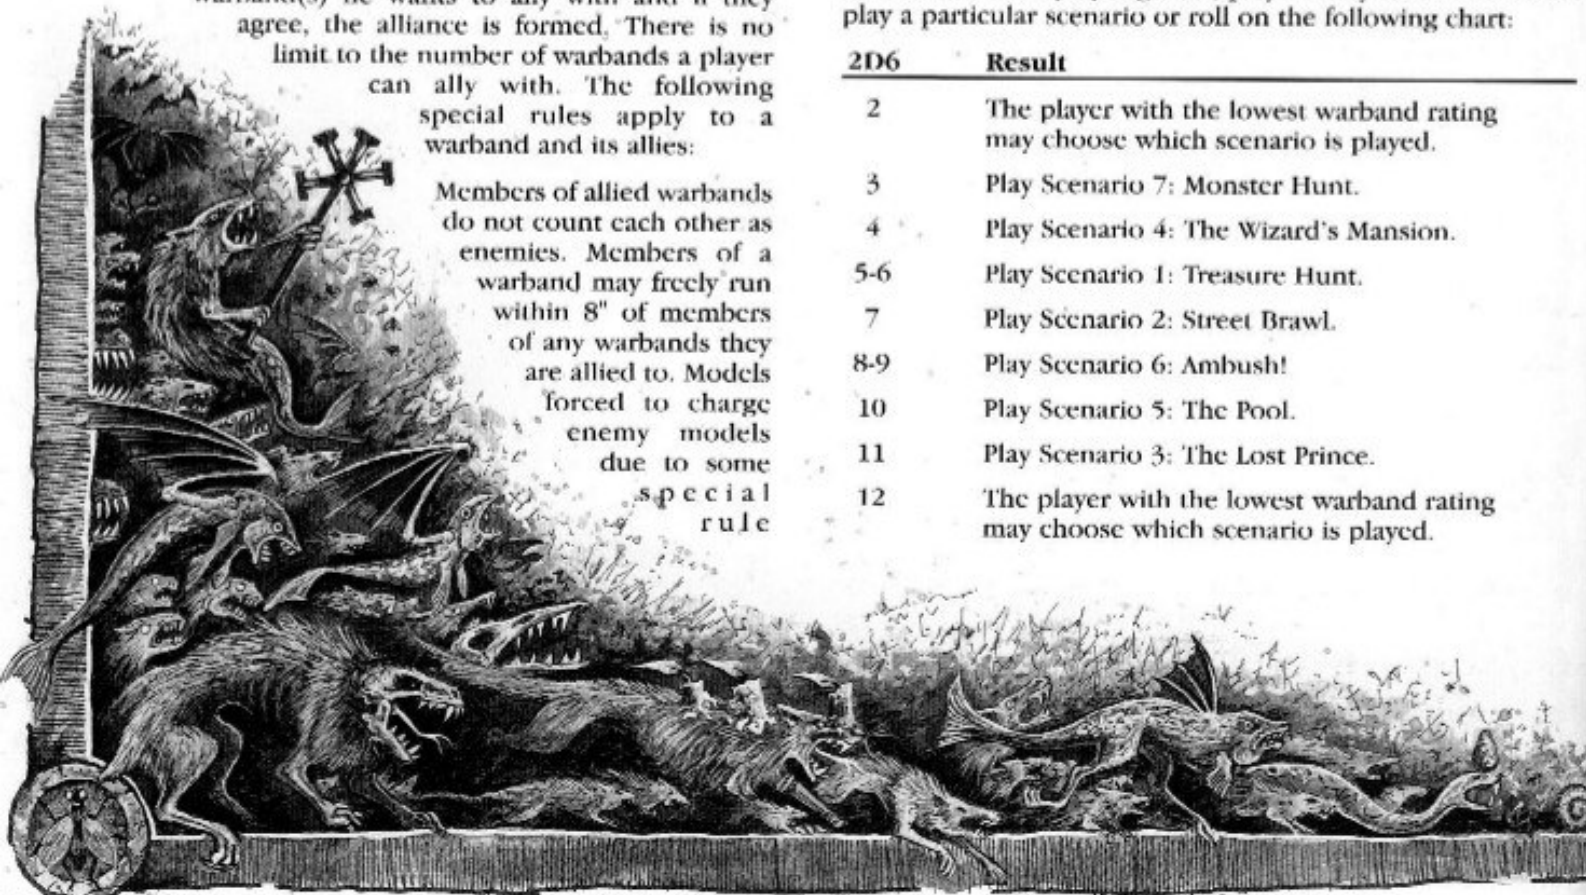 agree, the alliance is formed. There is no
limit to the number of warbands a player
can ally with. The following
special rules apply to a
warband and its allies:
Members of allied warbands
do not count each other as
enemies. Members of a
warband may freely run
within 8" of members
of any warbands they
are allied to. Models
forced to charge
enemy models
due to some
special
rule
play a particular scenario or roll on the following chart:
2D6 Result
2 The player with the lowest warband rating
may choose which scenario is played.
3 Play Scenario 7: Monster Hunt.
4 Play Scenario 4: The Wizard's Mansion.
5-6 Play Scenario 1: Treasure Hunt.
7 Play Scenario 2: Street Brawl.
8-9 Play Scenario 6: Ambush!
10 Play Scenario 5: The Pool.
11 Play Scenario 3: The Lost Prince.
12 The player with the lowest warband rating
may choose which scenario is played.